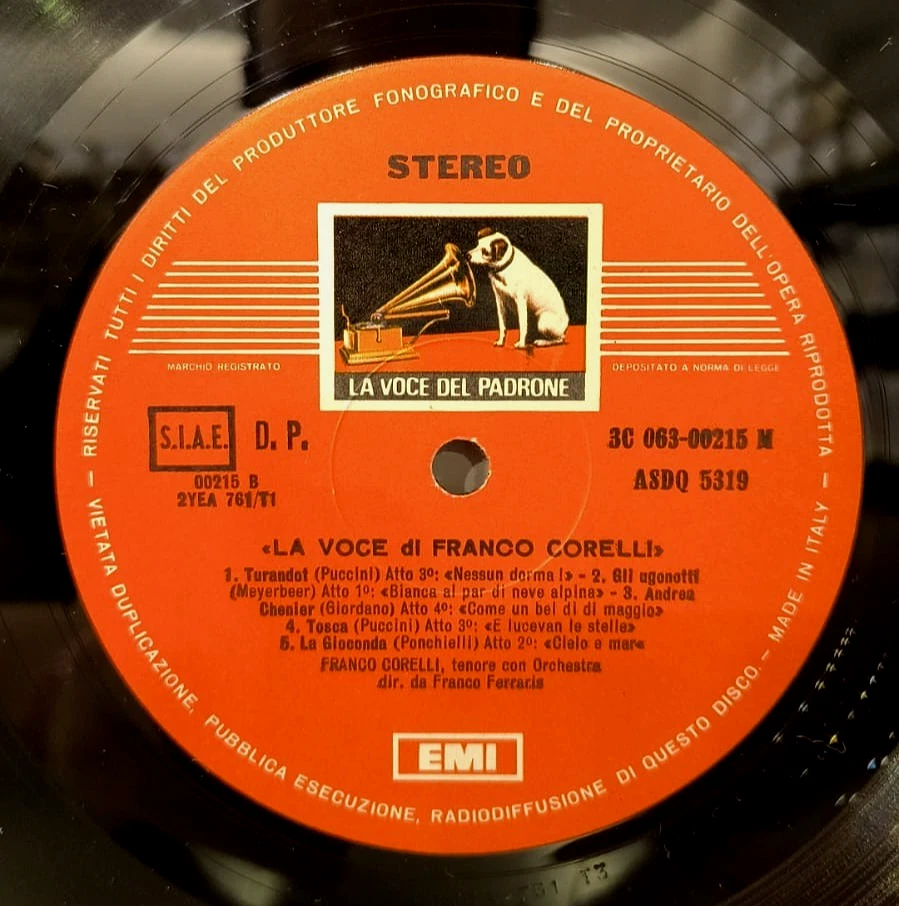 RISERVATI TUTTI I DIRITTI DEL PRODUTTORE FONOGRAFICO E DEL PROPRIETARIO DELL'OPERA RIPRODOTTA —
STEREO
LA VOCE DEL PADRONE
MARCHIO REGISTRATO
DEPOSITATO A NORMA DI LEGGE
S.I.A.E. D. P.
00215 B
2YEA 761/T1
3C 063-00215 M
ASDQ 5319
«LA VOCE di FRANCO CORELLI»
1. Turandot (Puccini) Atto 3º: «Nessun dorma!» - 2. Gli ugonotti
(Meyerbeer) Atto 1º: «Bianca al par di neve alpina» - 3. Andrea
Chenier (Giordano) Atto 4º: «Come un bel di di maggio»
4. Tosca (Puccini) Atto 3º: «E lucevan le stelle»
5. La Gioconda (Ponchielli) Atto 2º: «Cielo e mar«
FRANCO CORELLI, tenore con Orchestra
dir. da Franco Ferraris
EMI
— VIETATA DUPLICAZIONE, PUBBLICA ESECUZIONE, RADIODIFFUSIONE DI QUESTO DISCO. — MADE IN ITALY —
T3